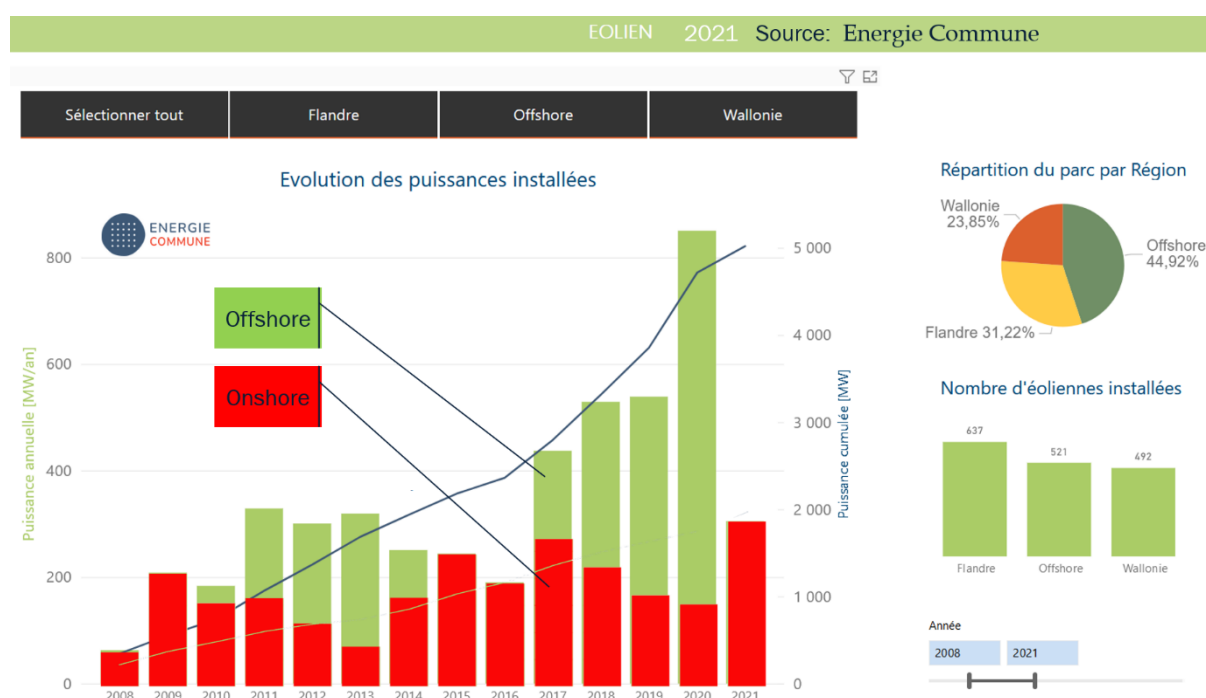 EOLIEN 2021 Source: Energie Commune
Sélectionner tout Flandre Offshore Wallonie
Evolution des puissances installées
ENERGIE
COMMUNE
Puissance annuelle [MW/an]
800
600
400
200
0
Offshore
Onshore
5 000
4 000
3 000
2 000
1 000
0
Puissance cumulée [MW]
2008 2009 2010 2011 2012 2013 2014 2015 2016 2017 2018 2019 2020 2021
Répartition du parc par Région
Wallonie
23,85%
Offshore
44,92%
Flandre 31,22%
Nombre d'éoliennes installées
637 521 492
Flandre Offshore Wallonie
Année
2008 2021